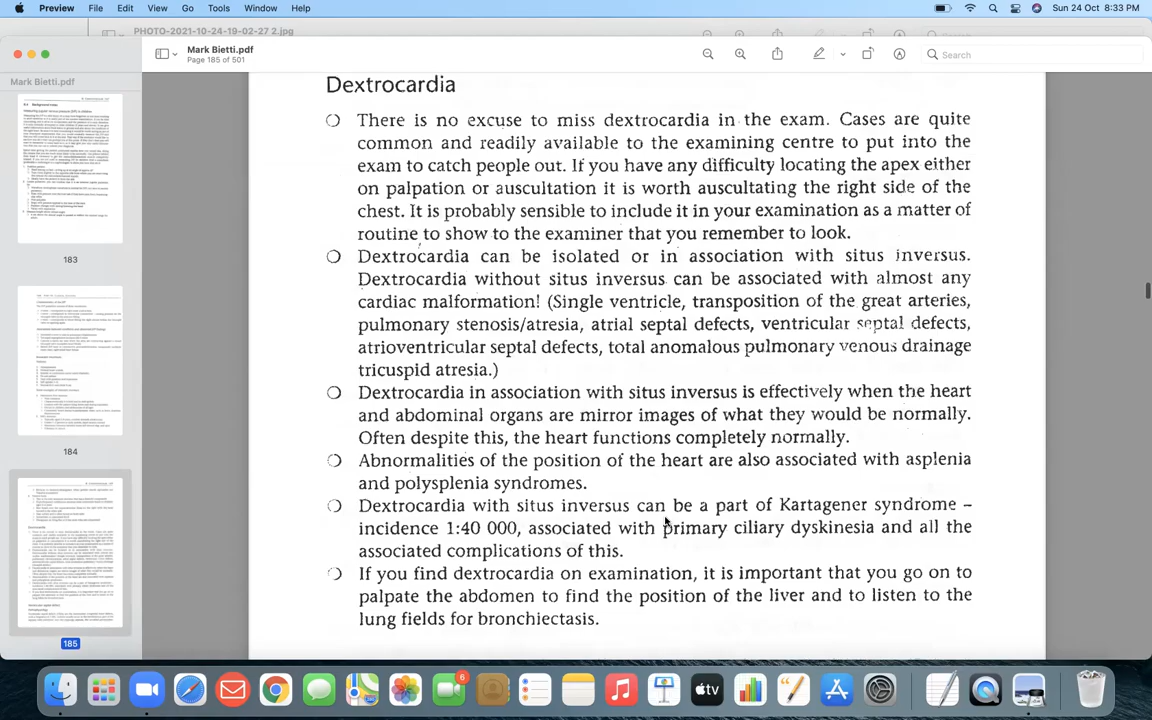 Preview File Edit View Go Tools Window Help
Sun 24 Oct 8:33 PM
PHOTO-2021-10-24-19-02-27 2.jpg
Mark Bietti.pdf
Page 185 of 501
Search
Mark Bietti.pdf
183
184
185
Dextrocardia
There is no excuse to miss dextrocardia in the exam. Cases are quite
common and easily available to the examining centre to put into the
exam to catch people out. If you have any difficulty locating the apex either
on palpation or auscultation it is worth auscultating the right side of the
chest. It is probably sensible to include it in your examination as a matter of
routine to show to the examiner that you remember to look.
Dextrocardia can be isolated or in association with situs inversus.
Dextrocardia without situs inversus can be associated with almost any
cardiac malformation! (Single ventricle, transposition of the great arteries,
pulmonary stenosis/atresia, atrial septal defects, ventricular septal defects,
atrioventricular septal defects, total anomalous pulmonary venous drainage
tricuspid atresia.)
Dextrocardia in association with situs inversus is effectively when the heart
and abdominal organs are mirror images of what they would be normally.
Often despite this, the heart functions completely normally.
Abnormalities of the position of the heart are also associated with asplenia
and polysplenia syndromes.
Dextrocardia and situs inversus can be a part of Kartagener syndrome –
incidence 1:40 000, associated with primary ciliary dyskinesia and all the
associated complications of this.
If you find dextrocardia on examination, it is important that you go on to
palpate the abdomen to find the position of the liver and to listen to the
lung fields for bronchiectasis.
6
tv